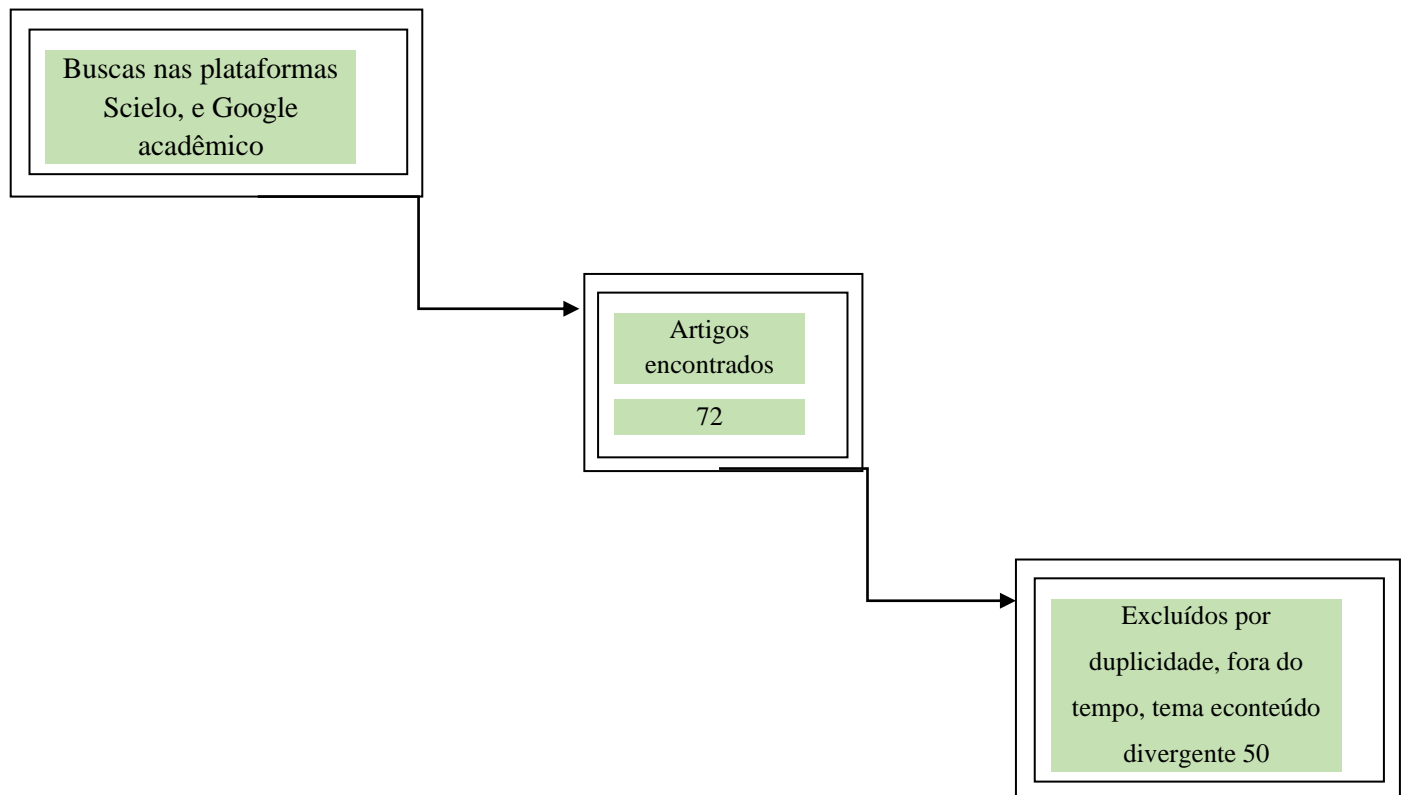 Buscas nas plataformas
Scielo, e Google
acadêmico
Artigos
encontrados
72
Excluídos por
duplicidade, fora do
tempo, tema econteúdo
divergente 50